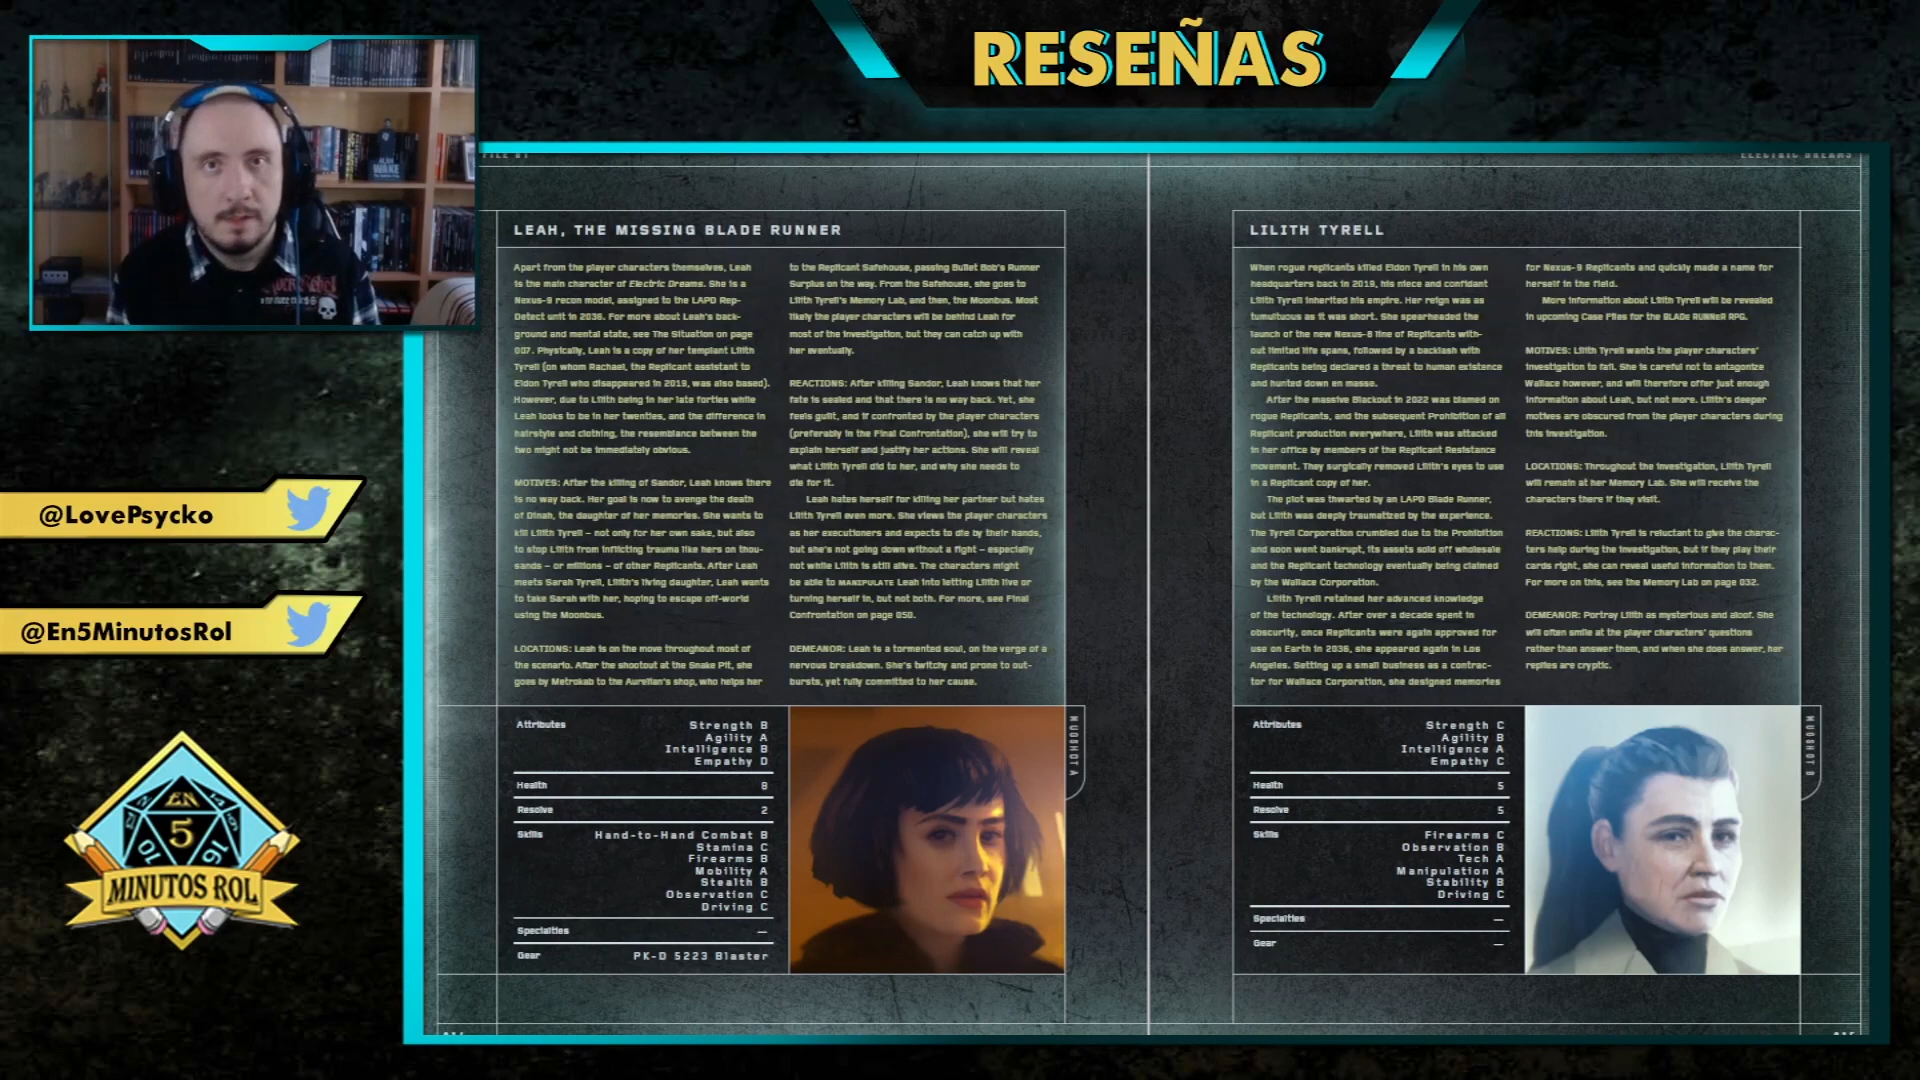 RESEÑAS
ALAN
WAKE
@LovePsycko
@En5MinutosRol
EN
5
MINUTOS ROL
ELECTRIC DREAMS
LEAH, THE MISSING BLADE RUNNER
Apart from the player characters themselves, Leah
is the main character of Electric Dreams. She is a
Nexus-9 recon model, assigned to the LAPD Rep-
Detect unit in 2036. For more about Leah's back-
ground and mental state, see The Situation on page
007. Physically, Leah is a copy of her templant Lilith
Tyrell (on whom Rachael, the Replicant assistant to
Eldon Tyrell who disappeared in 2019, was also based).
However, due to Lilith being in her late forties while
Leah looks to be in her twenties, and the difference in
hairstyle and clothing, the resemblance between the
two might not be immediately obvious.
MOTIVES: After the killing of Sandor, Leah knows there
is no way back. Her goal is now to avenge the death
of Dinah, the daughter of her memories. She wants to
kill Lilith Tyrell – not only for her own sake, but also
to stop Lilith from inflicting trauma like hers on thou-
sands – or millions – of other Replicants. After Leah
meets Sarah Tyrell, Lilith's living daughter, Leah wants
to take Sarah with her, hoping to escape off-world
using the Moonbus.
LOCATIONS: Leah is on the move throughout most of
the scenario. After the shootout at the Snake Pit, she
goes by Metrokab to the Aurelian's shop, who helps her
to the Replicant Safehouse, passing Bullet Bob's Runner
Surplus on the way. From the Safehouse, she goes to
Lilith Tyrell's Memory Lab, and then, the Moonbus. Most
likely the player characters will be behind Leah for
most of the investigation, but they can catch up with
her eventually.
REACTIONS: After killing Sandor, Leah knows that her
fate is sealed and that there is no way back. Yet, she
feels guilt, and if confronted by the player characters
(preferably in the Final Confrontation), she will try to
explain herself and justify her actions. She will reveal
what Lilith Tyrell did to her, and why she needs to
die for it.
Leah hates herself for killing her partner but hates
Lilith Tyrell even more. She views the player characters
as her executioners and expects to die by their hands,
but she's not going down without a fight – especially
not while Lilith is still alive. The characters might
be able to MANIPULATE Leah into letting Lilith live or
turning herself in, but not both. For more, see Final
Confrontation on page 050.
DEMEANOR: Leah is a tormented soul, on the verge of a
nervous breakdown. She's twitchy and prone to out-
bursts, yet fully committed to her cause.
Attributes Strength B
Agility A
Intelligence B
Empathy D
Health 8
Resolve 2
Skills Hand-to-Hand Combat B
Stamina C
Firearms B
Mobility A
Stealth B
Observation C
Driving C
Specialties —
Gear PK-D 5223 Blaster
MUGSHOT A
LILITH TYRELL
When rogue replicants killed Eldon Tyrell in his own
headquarters back in 2019, his niece and confidant
Lilith Tyrell inherited his empire. Her reign was as
tumultuous as it was short. She spearheaded the
launch of the new Nexus-8 line of Replicants with-
out limited life spans, followed by a backlash with
Replicants being declared a threat to human existence
and hunted down en masse.
After the massive Blackout in 2022 was blamed on
rogue Replicants, and the subsequent Prohibition of all
Replicant production everywhere, Lilith was attacked
in her office by members of the Replicant Resistance
movement. They surgically removed Lilith's eyes to use
in a Replicant copy of her.
The plot was thwarted by an LAPD Blade Runner,
but Lilith was deeply traumatized by the experience.
The Tyrell Corporation crumbled due to the Prohibition
and soon went bankrupt, its assets sold off wholesale
and the Replicant technology eventually being claimed
by the Wallace Corporation.
Lilith Tyrell retained her advanced knowledge
of the technology. After over a decade spent in
obscurity, once Replicants were again approved for
use on Earth in 2036, she appeared again in Los
Angeles. Setting up a small business as a contrac-
tor for Wallace Corporation, she designed memories
for Nexus-9 Replicants and quickly made a name for
herself in the field.
More information about Lilith Tyrell will be revealed
in upcoming Case Files for the BLADE RUNNER RPG.
MOTIVES: Lilith Tyrell wants the player characters'
investigation to fail. She is careful not to antagonize
Wallace however, and will therefore offer just enough
information about Leah, but not more. Lilith's deeper
motives are obscured from the player characters during
this investigation.
LOCATIONS: Throughout the investigation, Lilith Tyrell
will remain at her Memory Lab. She will receive the
characters there if they visit.
REACTIONS: Lilith Tyrell is reluctant to give the charac-
ters help during the investigation, but if they play their
cards right, she can reveal useful information to them.
For more on this, see the Memory Lab on page 032.
DEMEANOR: Portray Lilith as mysterious and aloof. She
will often smile at the player characters' questions
rather than answer them, and when she does answer, her
replies are cryptic.
Attributes Strength C
Agility B
Intelligence A
Empathy C
Health 5
Resolve 5
Skills Firearms C
Observation B
Tech A
Manipulation A
Stability B
Driving C
Specialties —
Gear —
MUGSHOT B